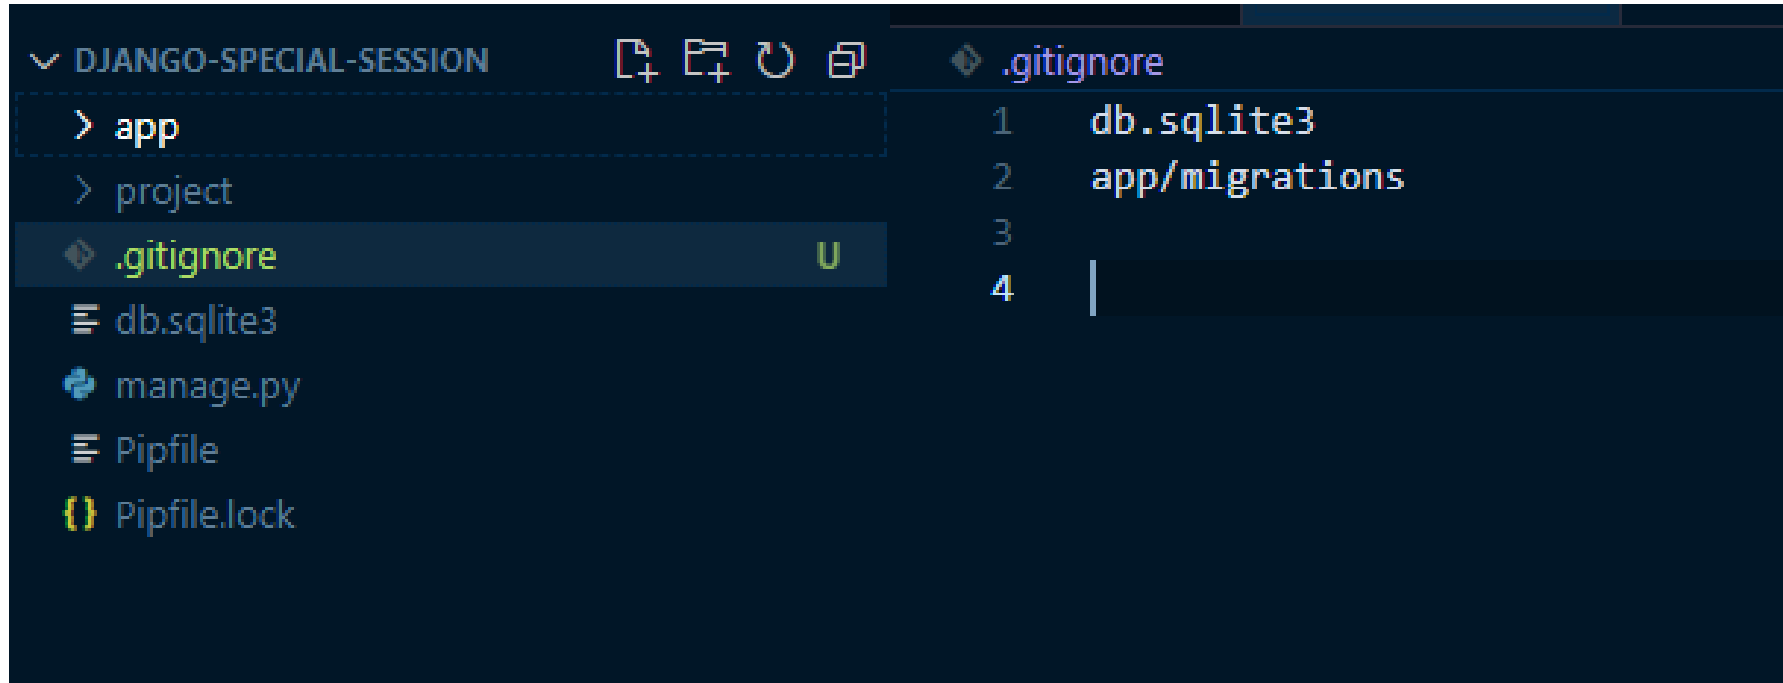 DJANGO-SPECIAL-SESSION
app
project
.gitignore U
db.sqlite3
manage.py
Pipfile
{} Pipfile.lock
.gitignore
1 db.sqlite3
2 app/migrations
3
4